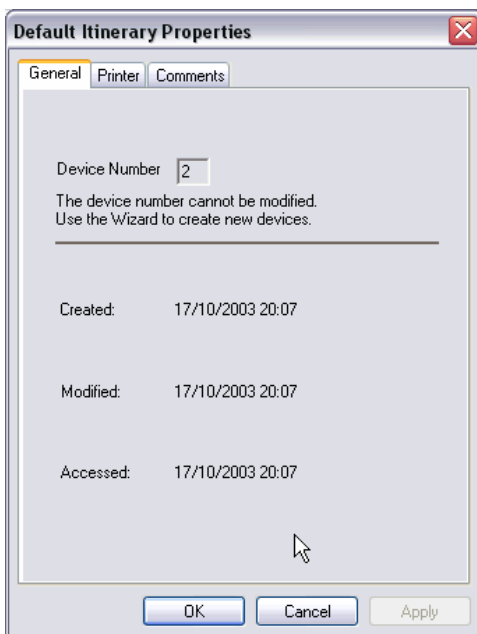 Default Itinerary Properties
General Printer Comments
Device Number 2
The device number cannot be modified.
Use the Wizard to create new devices.
Created: 17/10/2003 20:07
Modified: 17/10/2003 20:07
Accessed: 17/10/2003 20:07
OK Cancel Apply